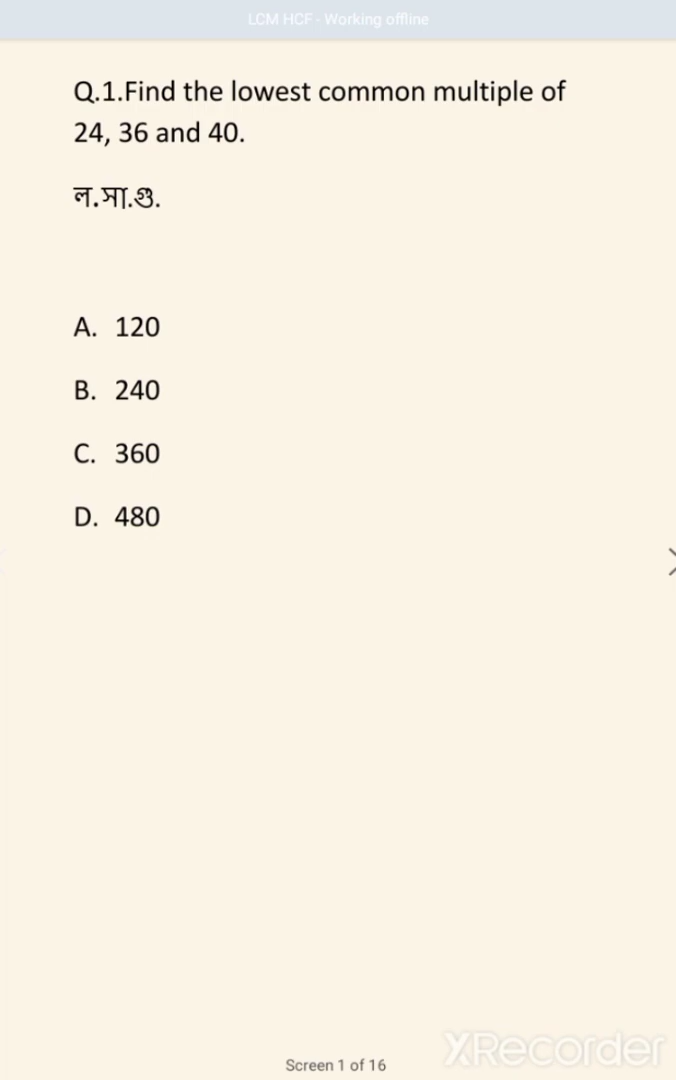 LCM HCF - Working offline
Q.1.Find the lowest common multiple of
24, 36 and 40.
ল.সা.গু.
A. 120
B. 240
C. 360
D. 480
Screen 1 of 16
XRecorder